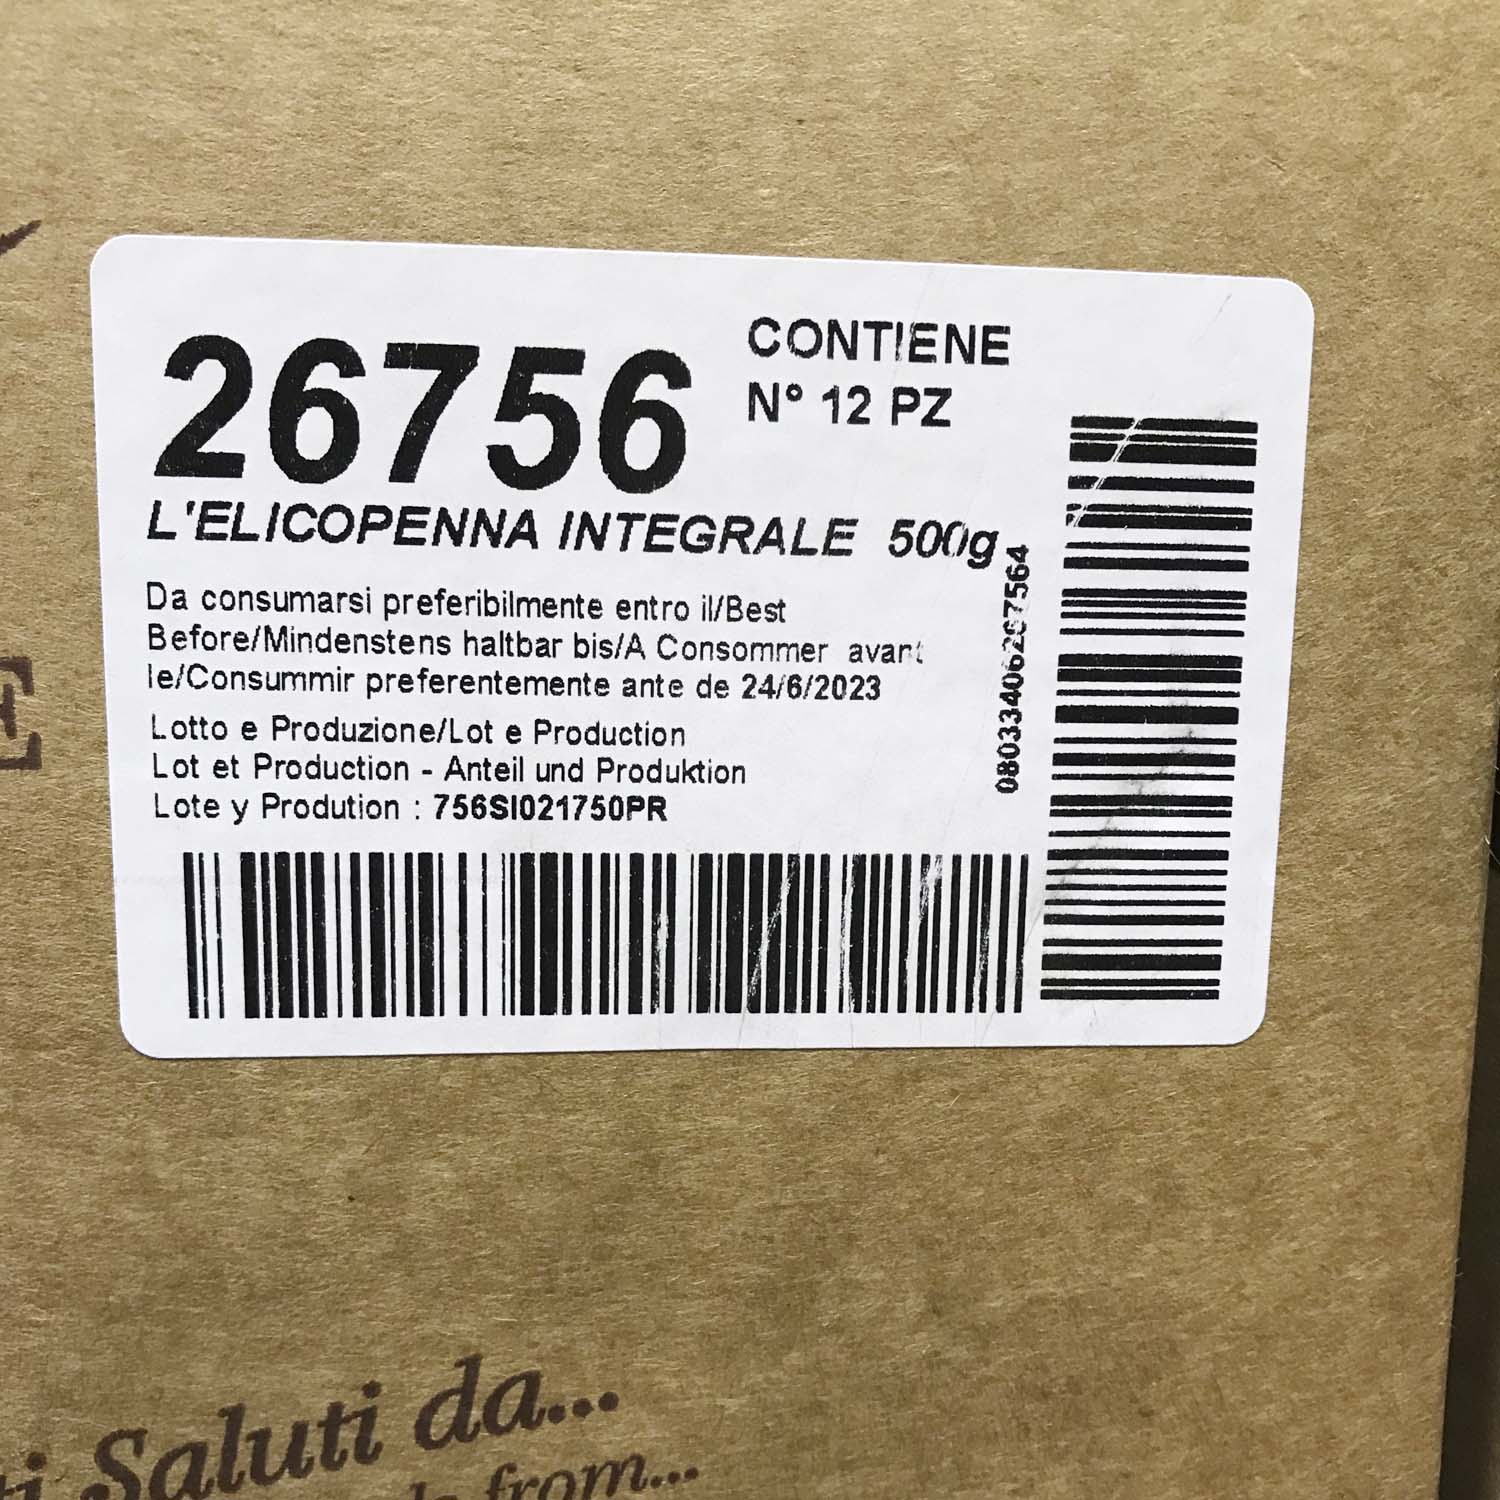 26756
CONTIENE
N° 12 PZ
L'ELICOPENNA INTEGRALE 500g
Da consumarsi preferibilmente entro il/Best
Before/Mindenstens haltbar bis/A Consommer avant
le/Consummir preferentemente ante de 24/6/2023
Lotto e Produzione/Lot e Production
Lot et Production - Anteil und Produktion
Lote y Prodution : 756SI021750PR
08033406267564
E
Saluti da...
from...